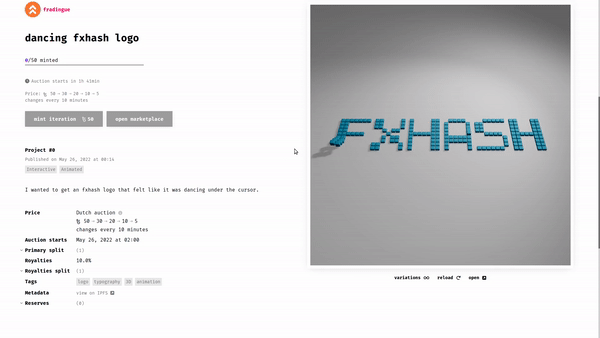 fradingue
dancing fxhash logo
0/50 minted
Auction starts in 1h 41min
Price: 50→30→20→10→5
changes every 10 minutes
mint iteration 50
open marketplace
Project #0
Published on May 26, 2022 at 00:14
Interactive Animated
I wanted to get an fxhash logo that felt like it was dancing under the cursor.
Price Dutch auction
50→30→20→10→5
changes every 10 minutes
Auction starts May 26, 2022 at 02:00
Primary split (1)
Royalties 10.0%
Royalties split (1)
Tags logo typography 3D animation
Metadata view on IPFS
Reserves (0)
FXHASH
variations reload open